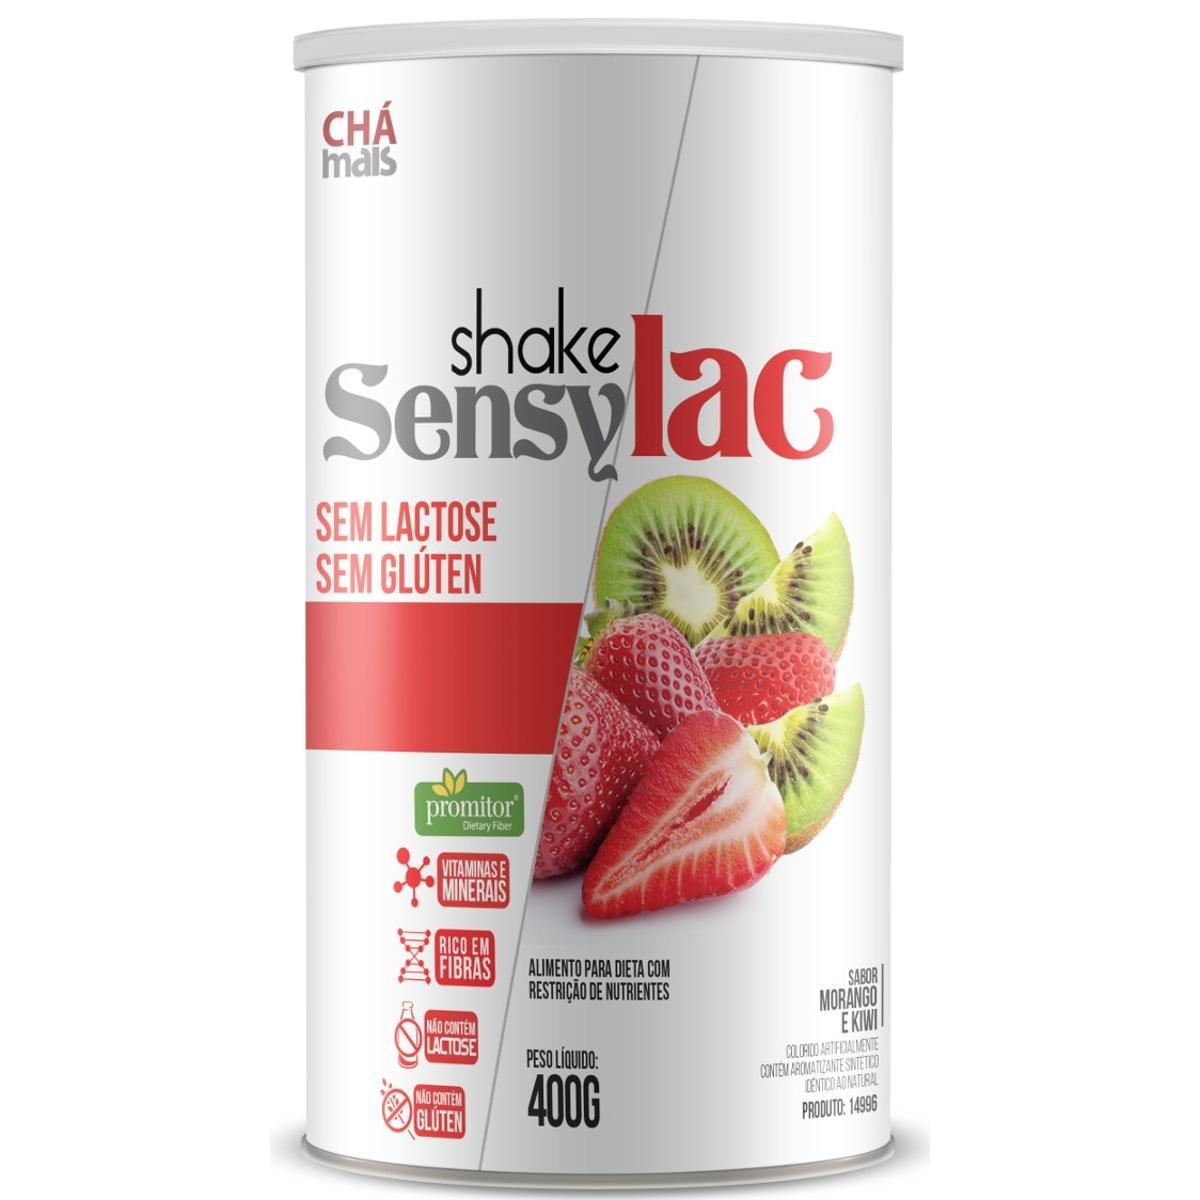 CHÁ
mais
shake
Sensylac
SEM LACTOSE
SEM GLÚTEN
promitor®
Dietary Fiber
VITAMINAS E
MINERAIS
RICO EM
FIBRAS
NÃO CONTÉM
LACTOSE
NÃO CONTÉM
GLÚTEN
ALIMENTO PARA DIETA COM
RESTRIÇÃO DE NUTRIENTES
PESO LÍQUIDO:
400G
SABOR
MORANGO
E KIWI
COLORIDO ARTIFICIALMENTE
CONTÉM AROMATIZANTE SINTÉTICO
IDÊNTICO AO NATURAL
PRODUTO: 14996